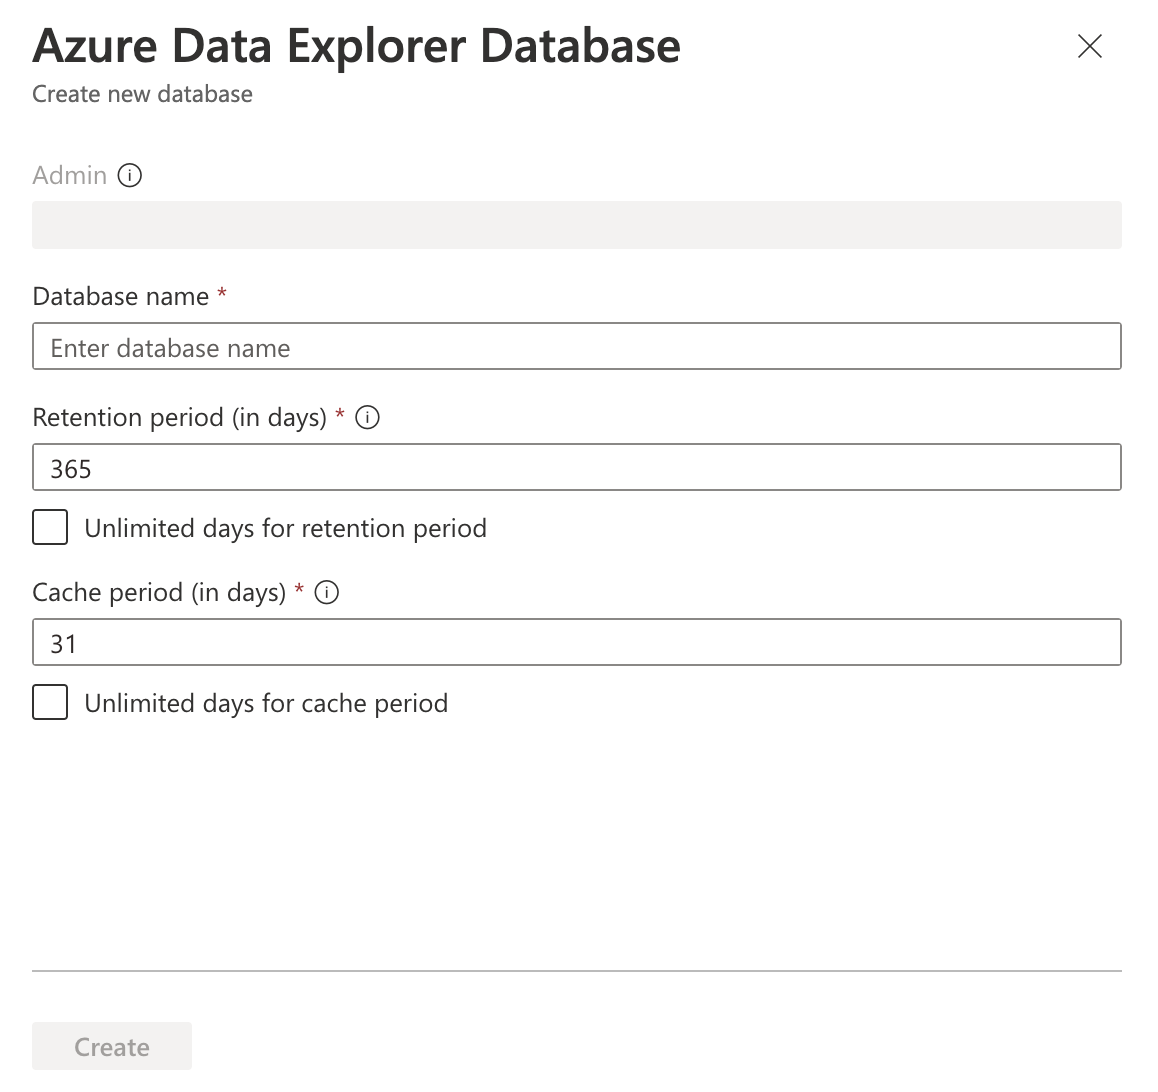 Azure Data Explorer Database
Create new database
Admin
Database name *
Enter database name
Retention period (in days) *
365
Unlimited days for retention period
Cache period (in days) *
31
Unlimited days for cache period
Create